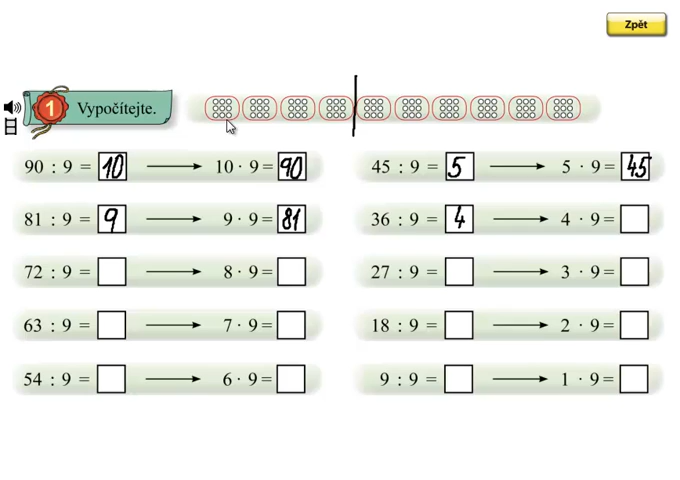 Zpět
1 Vypočítejte.
90 : 9 = 10 → 10 · 9 = 90 45 : 9 = 5 → 5 · 9 = 45
81 : 9 = 9 → 9 · 9 = 81 36 : 9 = 4 → 4 · 9 =
72 : 9 = → 8 · 9 = 27 : 9 = → 3 · 9 =
63 : 9 = → 7 · 9 = 18 : 9 = → 2 · 9 =
54 : 9 = → 6 · 9 = 9 : 9 = → 1 · 9 =